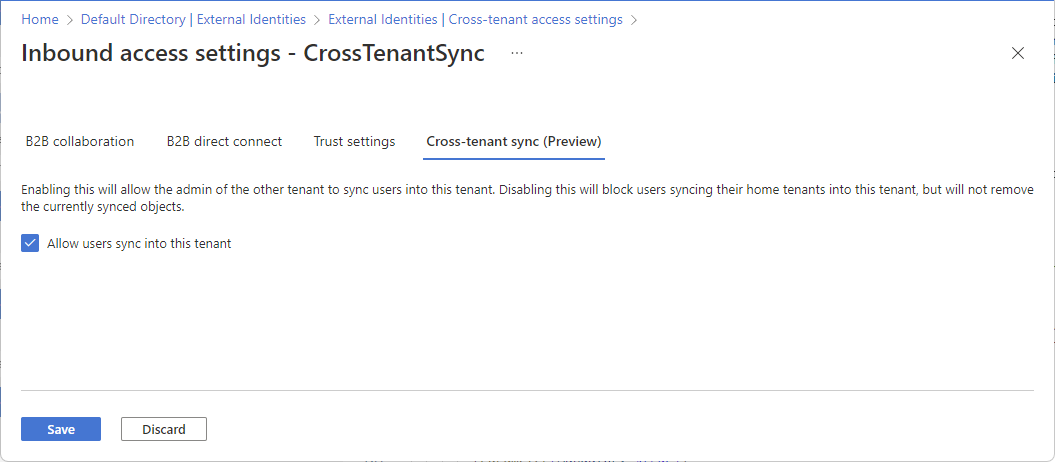 Home > Default Directory | External Identities > External Identities | Cross-tenant access settings >
Inbound access settings - CrossTenantSync ...
B2B collaboration B2B direct connect Trust settings Cross-tenant sync (Preview)
Enabling this will allow the admin of the other tenant to sync users into this tenant. Disabling this will block users syncing their home tenants into this tenant, but will not remove
the currently synced objects.
Allow users sync into this tenant
Save Discard